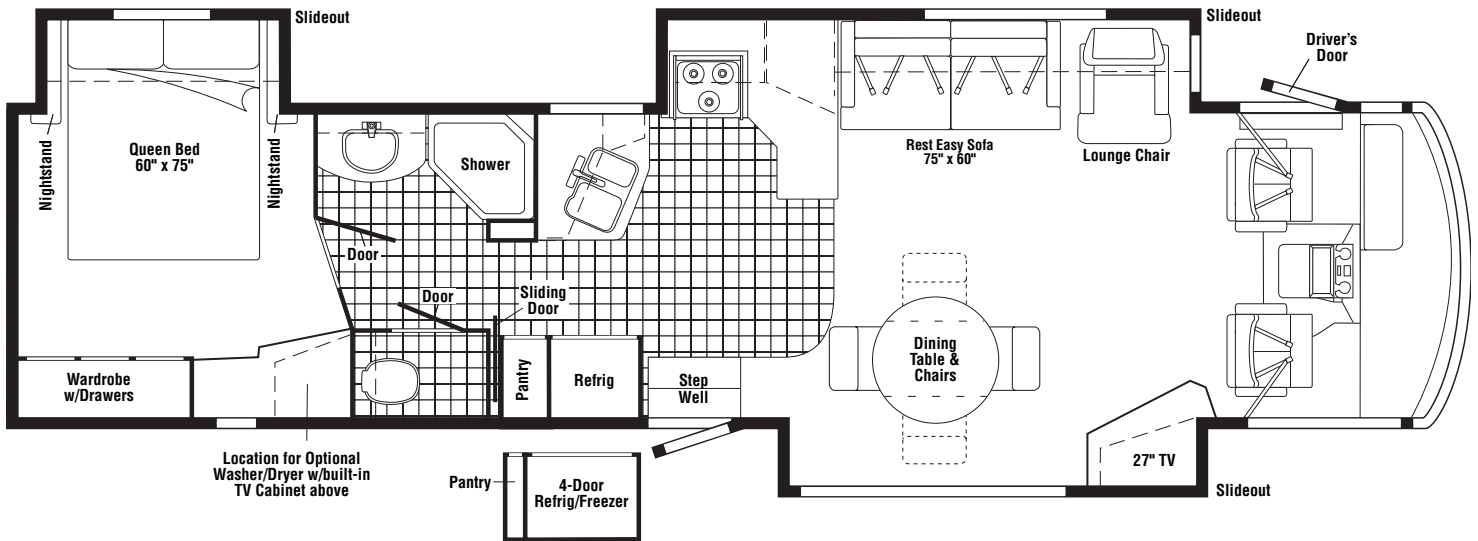 Slideout
Slideout
Driver's
Door
Nightstand
Queen Bed
60" x 75"
Nightstand
Shower
Rest Easy Sofa
75" x 60"
Lounge Chair
Door
Door
Sliding
Door
Dining
Table &
Chairs
Wardrobe
w/Drawers
Pantry
Refrig
Step
Well
27" TV
Location for Optional
Washer/Dryer w/built-in
TV Cabinet above
Pantry
4-Door
Refrig/Freezer
Slideout